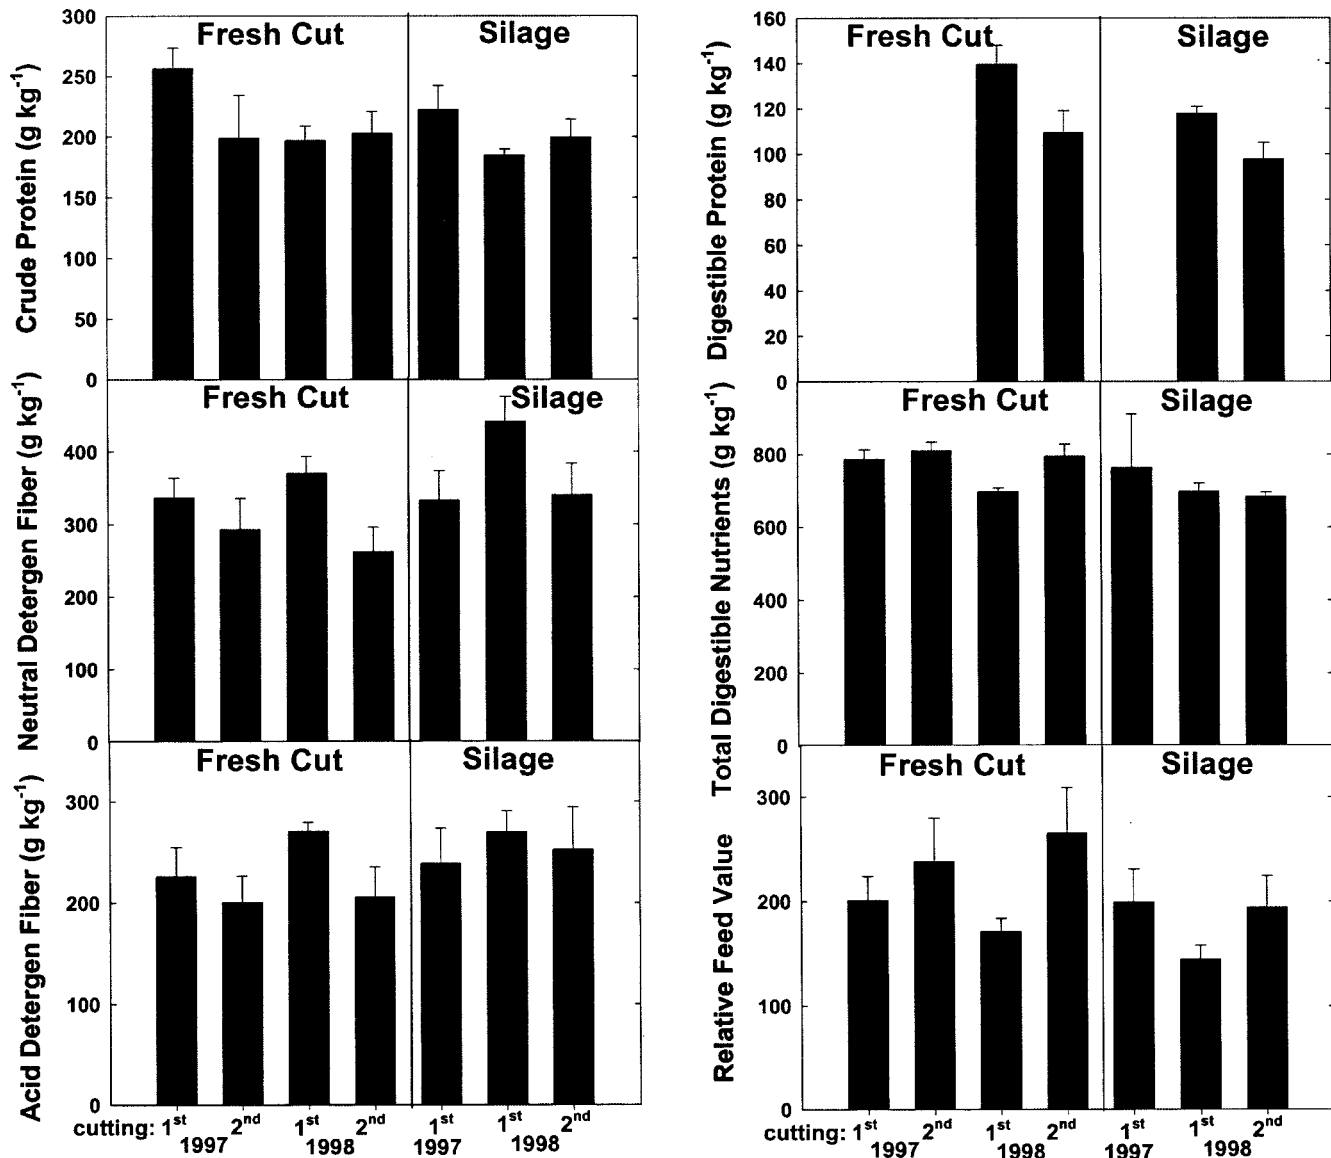 Crude Protein (g kg⁻¹)
300
250
200
150
100
50
0
Fresh Cut
Silage
Digestible Protein (g kg⁻¹)
160
140
120
100
80
60
40
20
0
Fresh Cut
Silage
Neutral Detergen Fiber (g kg⁻¹)
400
300
200
100
0
Fresh Cut
Silage
Total Digestible Nutrients (g kg⁻¹)
800
600
400
200
0
Fresh Cut
Silage
Acid Detergen Fiber (g kg⁻¹)
300
200
100
0
Fresh Cut
Silage
cutting: 1st 2nd 1st 2nd 1st 1st 2nd
1997 1998 1997 1998
Relative Feed Value
300
200
100
0
Fresh Cut
Silage
cutting: 1st 2nd 1st 2nd 1st 1st 2nd
1997 1998 1997 1998